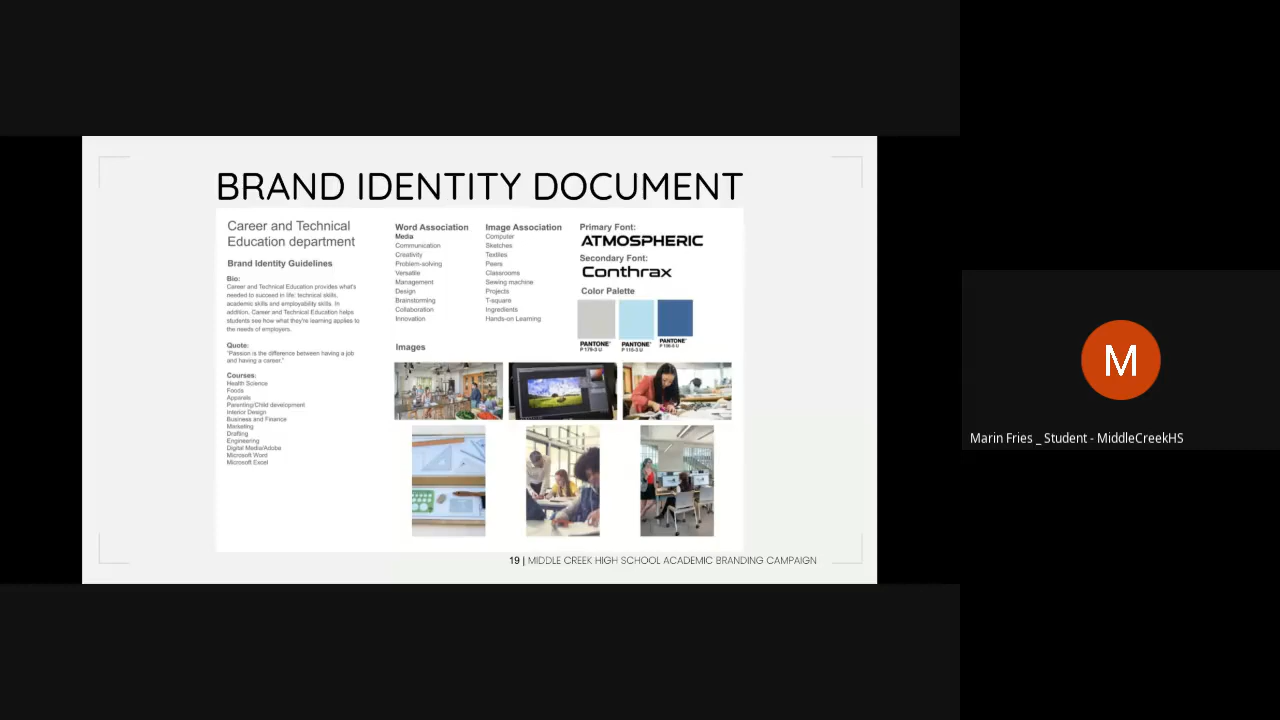 BRAND IDENTITY DOCUMENT
Career and Technical
Education department
Brand Identity Guidelines
Bio:
Career and Technical Education provides what's
needed to succeed in life: technical skills,
academic skills and employability skills. In
addition, Career and Technical Education helps
students see how what they're learning applies to
the needs of employers.
Quote:
"Passion is the difference between having a job
and having a career."
Courses:
Health Science
Foods
Apparels
Parenting/Child development
Interior Design
Business and Finance
Marketing
Drafting
Engineering
Digital Media/Adobe
Microsoft Word
Microsoft Excel
Word Association
Media
Communication
Creativity
Problem-solving
Versatile
Management
Design
Brainstorming
Collaboration
Innovation
Image Association
Computer
Sketches
Textiles
Peers
Classrooms
Sewing machine
Projects
T-square
Ingredients
Hands-on Learning
Primary Font:
ATMOSPHERIC
Secondary Font:
Conthrax
Color Palette
PANTONE
P 179-3 U
PANTONE
P 115-3 U
PANTONE
Images
19 | MIDDLE CREEK HIGH SCHOOL ACADEMIC BRANDING CAMPAIGN
M
Marin Fries _ Student - MiddleCreekHS